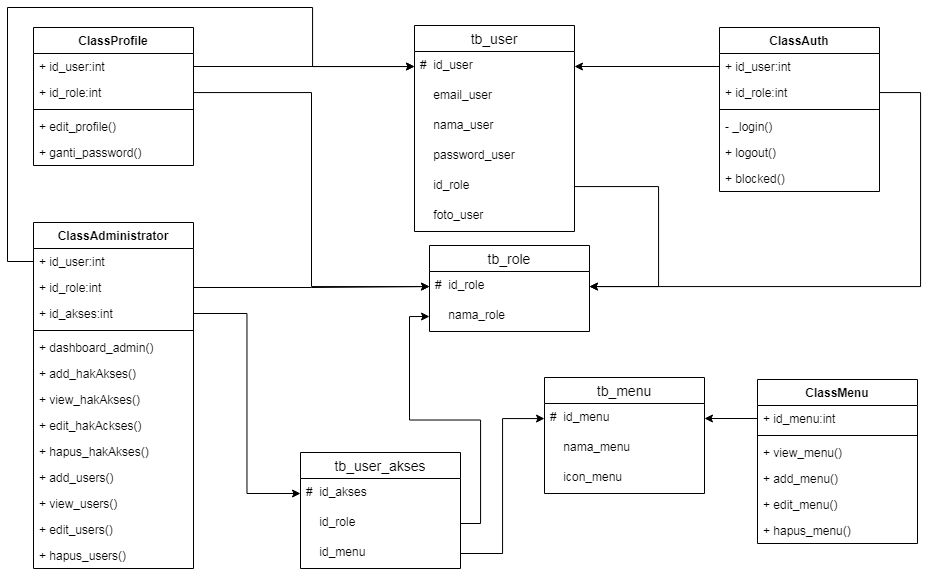 ClassProfile
+ id_user:int
+ id_role:int
+ edit_profile()
+ ganti_password()
tb_user
# id_user
email_user
nama_user
password_user
id_role
foto_user
ClassAuth
+ id_user:int
+ id_role:int
- _login()
+ logout()
+ blocked()
ClassAdministrator
+ id_user:int
+ id_role:int
+ id_akses:int
+ dashboard_admin()
+ add_hakAkses()
+ view_hakAkses()
+ edit_hakAckses()
+ hapus_hakAkses()
+ add_users()
+ view_users()
+ edit_users()
+ hapus_users()
tb_role
# id_role
nama_role
tb_user_akses
# id_akses
id_role
id_menu
tb_menu
# id_menu
nama_menu
icon_menu
ClassMenu
+ id_menu:int
+ view_menu()
+ add_menu()
+ edit_menu()
+ hapus_menu()